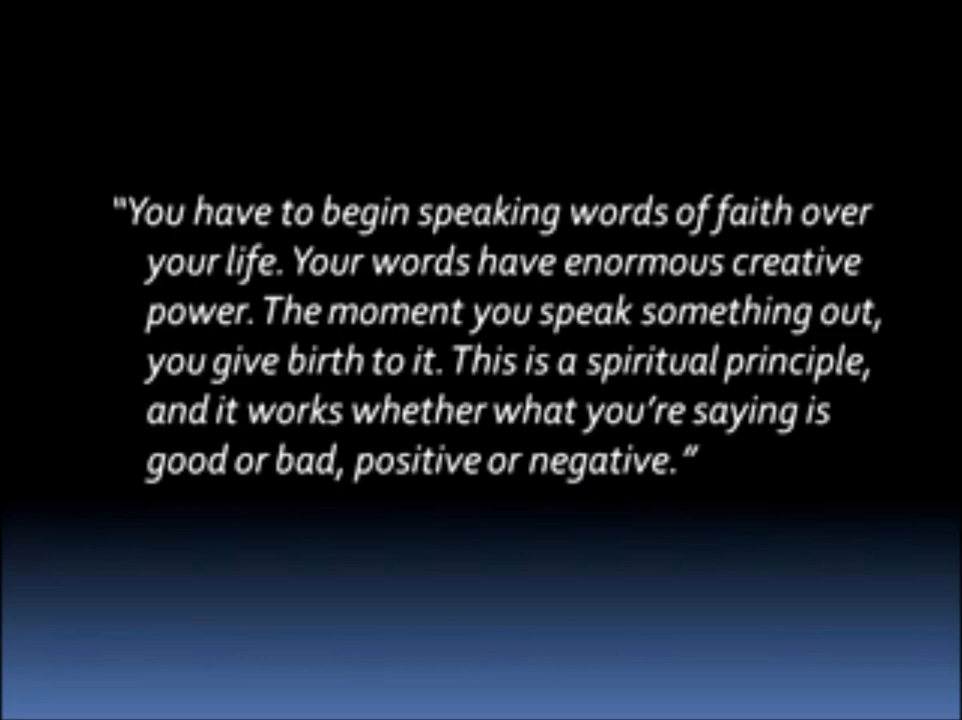 "You have to begin speaking words of faith over
your life. Your words have enormous creative
power. The moment you speak something out,
you give birth to it. This is a spiritual principle,
and it works whether what you’re saying is
good or bad, positive or negative.”